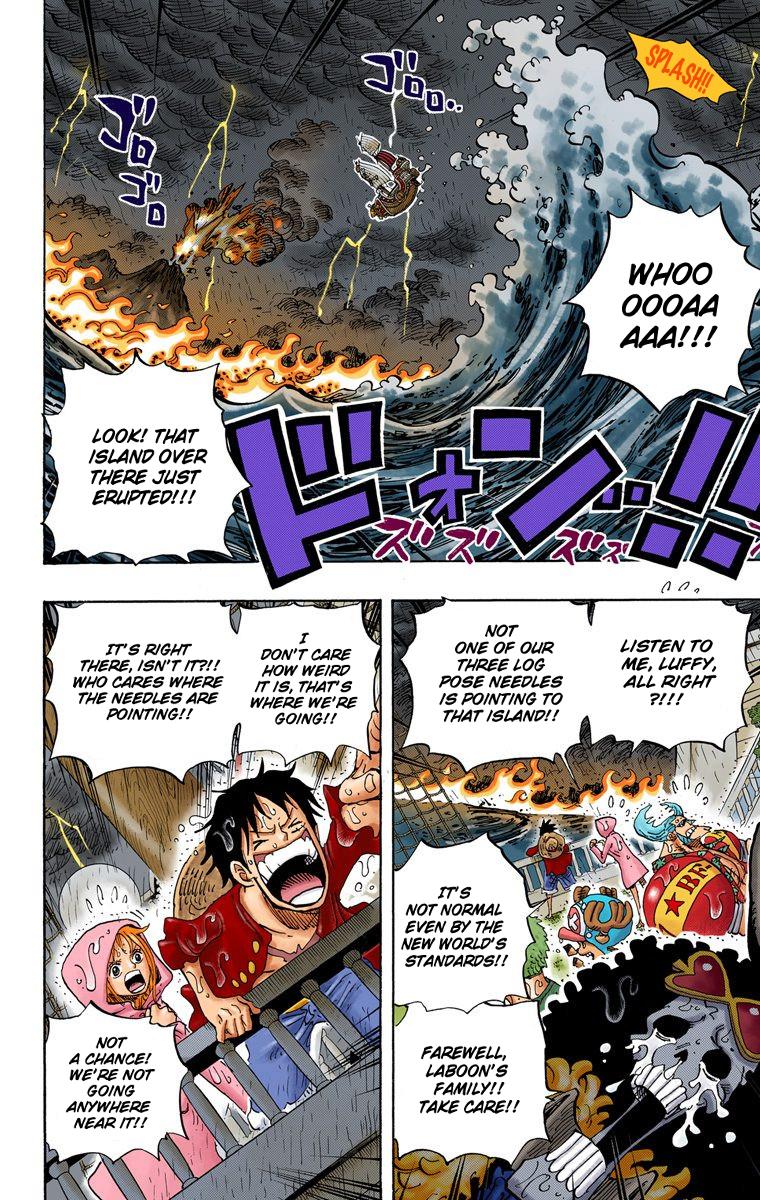 SPLASH!!
ゴロロ..
ゴロゴロ
WHOO
OOOAA
AAA!!!
LOOK! THAT
ISLAND OVER
THERE JUST
ERUPTED!!!
ドォン!!
ズズ
ズズ
ズ
LISTEN TO
ME, LUFFY,
ALL RIGHT
?!!!
NOT
ONE OF OUR
THREE LOG
POSE NEEDLES
IS POINTING TO
THAT ISLAND!!
IT'S
NOT NORMAL
EVEN BY THE
NEW WORLD'S
STANDARDS!!
BF-
FAREWELL,
LABOON'S
FAMILY!!
TAKE CARE!!
I
DON'T CARE
HOW WEIRD
IT IS, THAT'S
WHERE WE'RE
GOING!!
IT'S RIGHT
THERE, ISN'T IT?!!
WHO CARES WHERE
THE NEEDLES ARE
POINTING!!
NOT
A CHANCE!
WE'RE NOT
GOING
ANYWHERE
NEAR IT!!